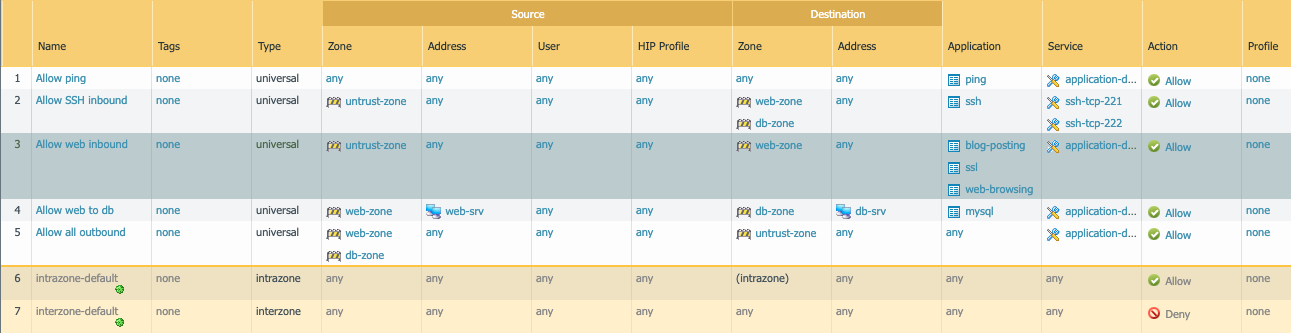 Source Destination
Name Tags Type Zone Address User HIP Profile Zone Address Application Service Action Profile
1 Allow ping none universal any any any any any any ping application-d... Allow none
2 Allow SSH inbound none universal untrust-zone any any any web-zone any ssh ssh-tcp-221 Allow none
db-zone ssh-tcp-222
3 Allow web inbound none universal untrust-zone any any any web-zone any blog-posting application-d... Allow none
ssl
web-browsing
4 Allow web to db none universal web-zone web-srv any any db-zone db-srv mysql application-d... Allow none
5 Allow all outbound none universal web-zone any any any untrust-zone any any application-d... Allow none
db-zone
6 intrazone-default none intrazone any any any any (intrazone) any any any Allow none
7 interzone-default none interzone any any any any any any any any Deny none